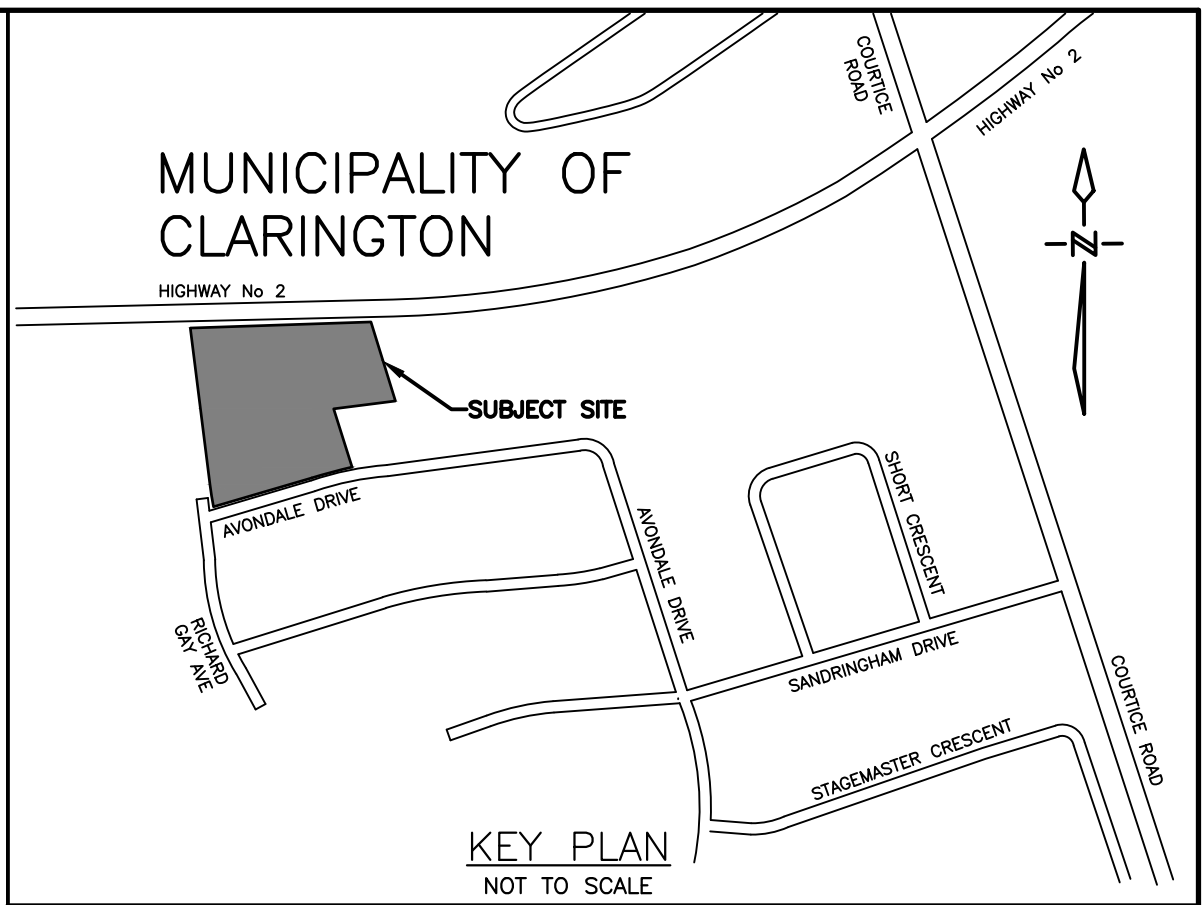 COURTICE
ROAD
HIGHWAY No 2
MUNICIPALITY OF
CLARINGTON
N
HIGHWAY No 2
SUBJECT SITE
AVONDALE DRIVE
SHORT CRESCENT
AVONDALE DRIVE
RICHARD
GAY AVE
SANDRINGHAM DRIVE
COURTICE ROAD
STAGEMASTER CRESCENT
KEY PLAN
NOT TO SCALE